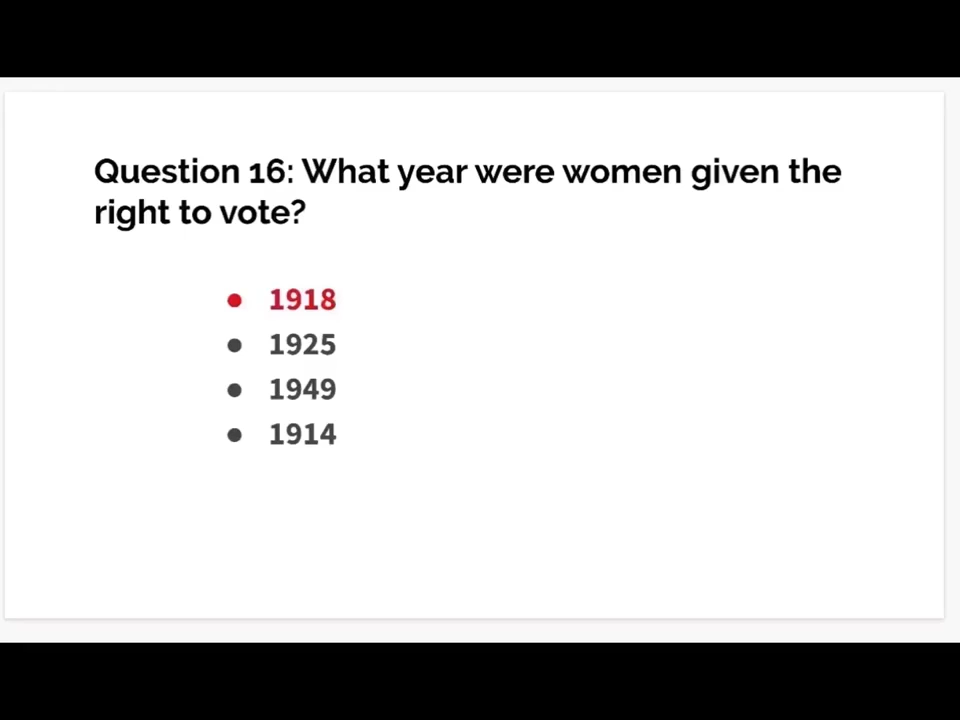 Question 16: What year were women given the
right to vote?
● 1918
● 1925
● 1949
● 1914